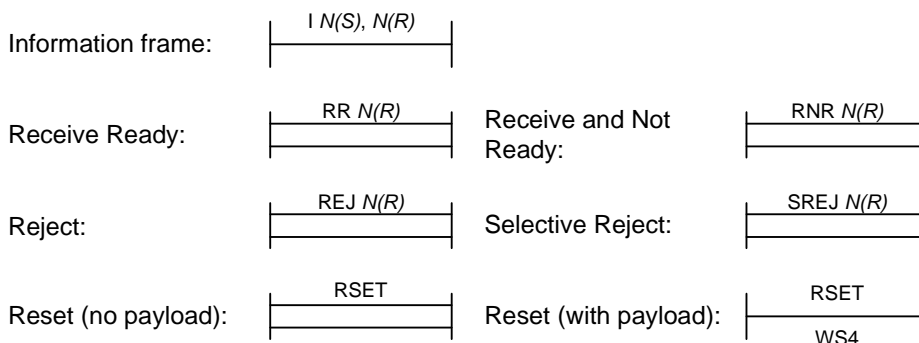 Information frame:
I N(S), N(R)
Receive Ready:
RR N(R)
Receive and Not
Ready:
RNR N(R)
Reject:
REJ N(R)
Selective Reject:
SREJ N(R)
Reset (no payload):
RSET
Reset (with payload):
RSET
WS4